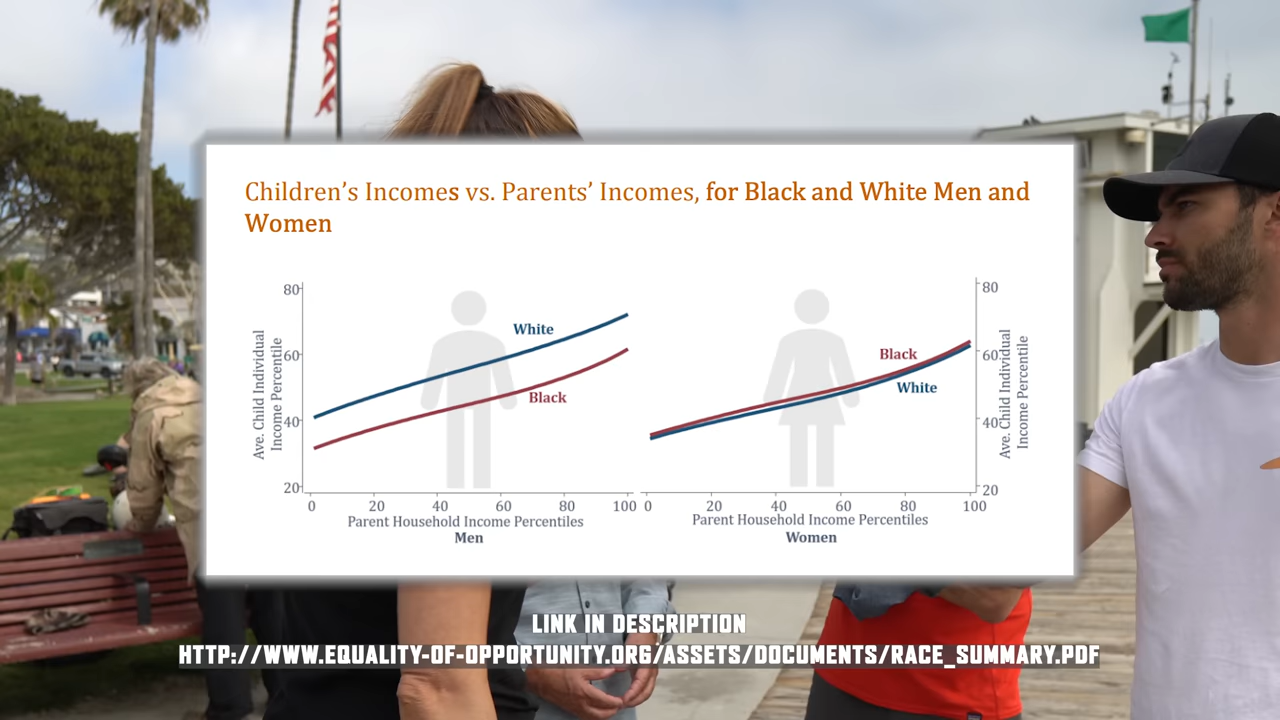 Children's Incomes vs. Parents' Incomes, for Black and White Men and
Women
80
60
40
20
Ave. Child Individual
Income Percentile
White
Black
0 20 40 60 80 100
Parent Household Income Percentiles
Men
80
60
40
20
Ave. Child Individual
Income Percentile
Black
White
0 20 40 60 80 100
Parent Household Income Percentiles
Women
LINK IN DESCRIPTION
HTTP://WWW.EQUALITY-OF-OPPORTUNITY.ORG/ASSETS/DOCUMENTS/RACE_SUMMARY.PDF